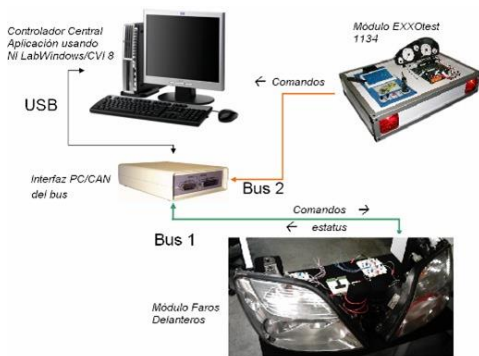 Controlador Central
Aplicación usando
NI LabWindows/CVI 8
Módulo EXXOtest
1134
← Comandos
USB
Interfaz PC/CAN
del bus
Bus 2
Comandos →
← estatus
Bus 1
Módulo Faros
Delanteros